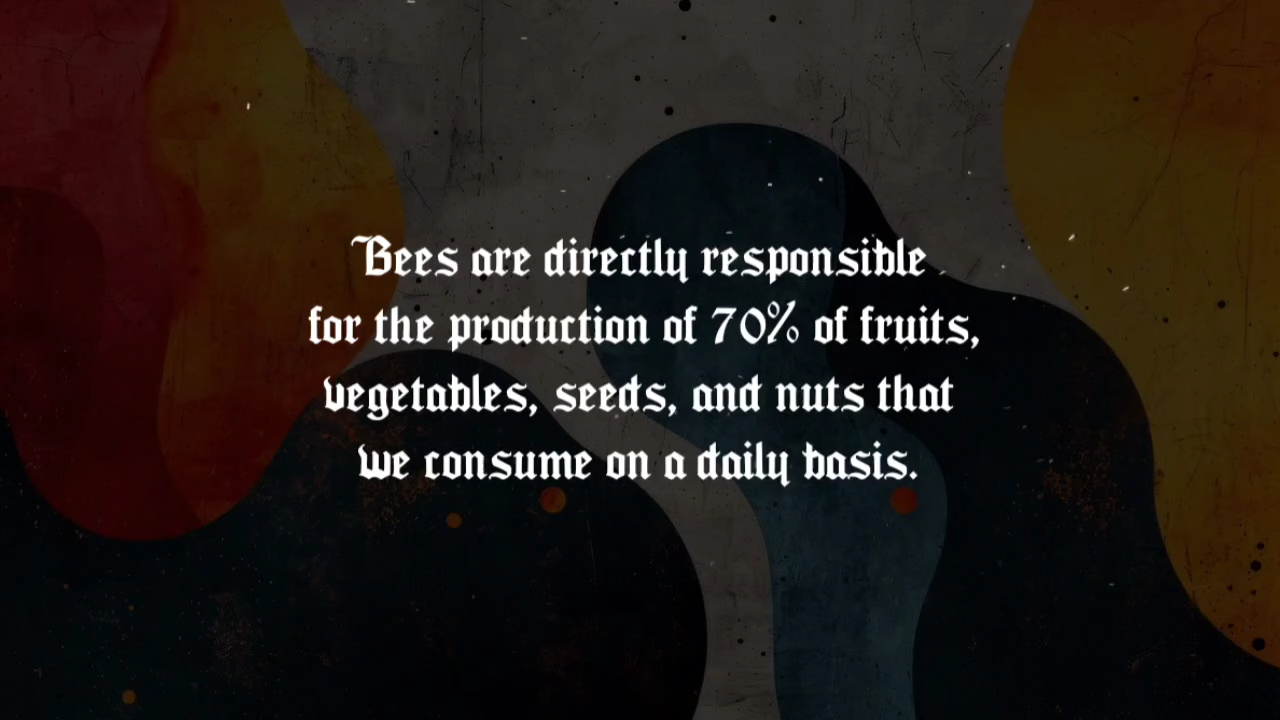 Bees are directly responsible
for the production of 70% of fruits,
vegetables, seeds, and nuts that
we consume on a daily basis.